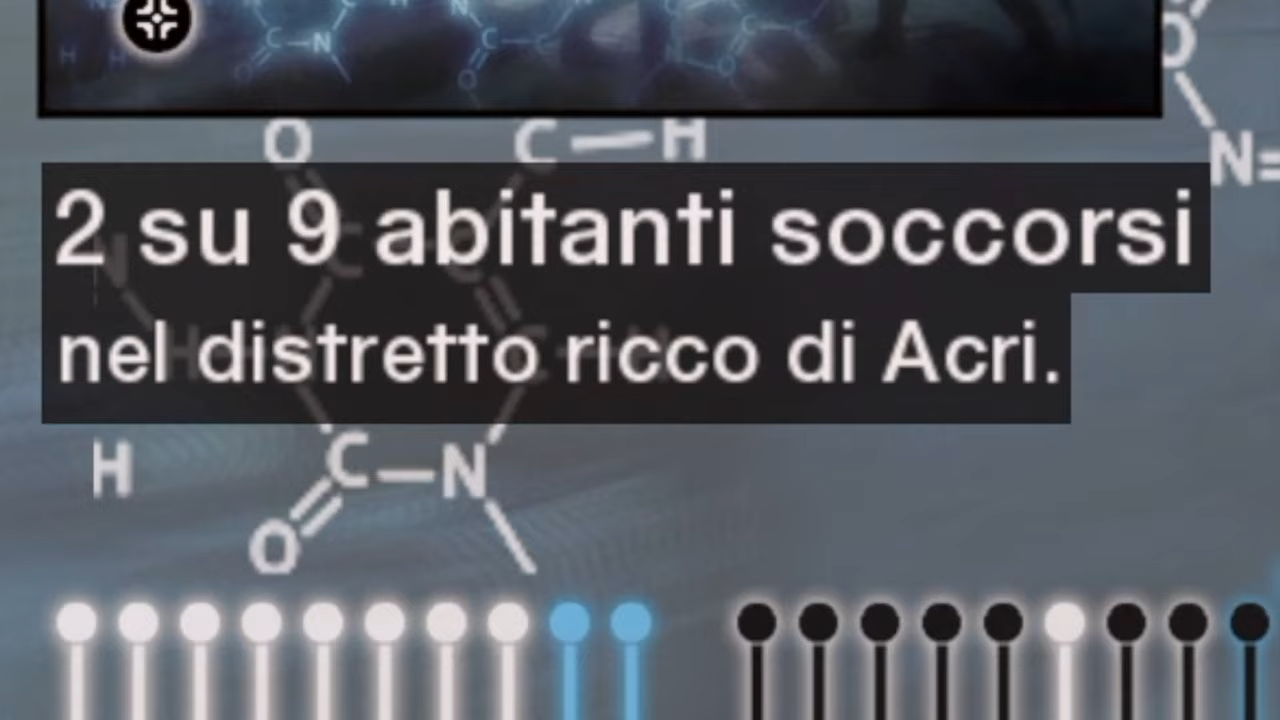 C—N
O
C
O
C
O
O
N=
O
C—H
2 su 9 abitanti soccorsi
nel distretto ricco di Acri.
H
C—N
O